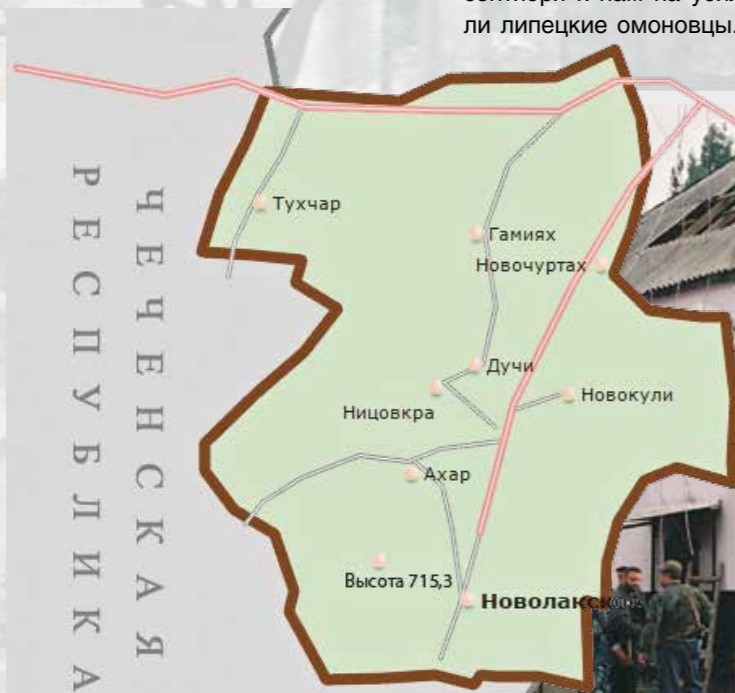 ли липецкие омоновцы.
Тухчар
Гамиях
Новочуртах
Дучи
Ницовкра
Новокули
Ахар
Высота 715,3
Новолакское
ЧЕЧЕНСКАЯ
РЕСПУБЛИКА